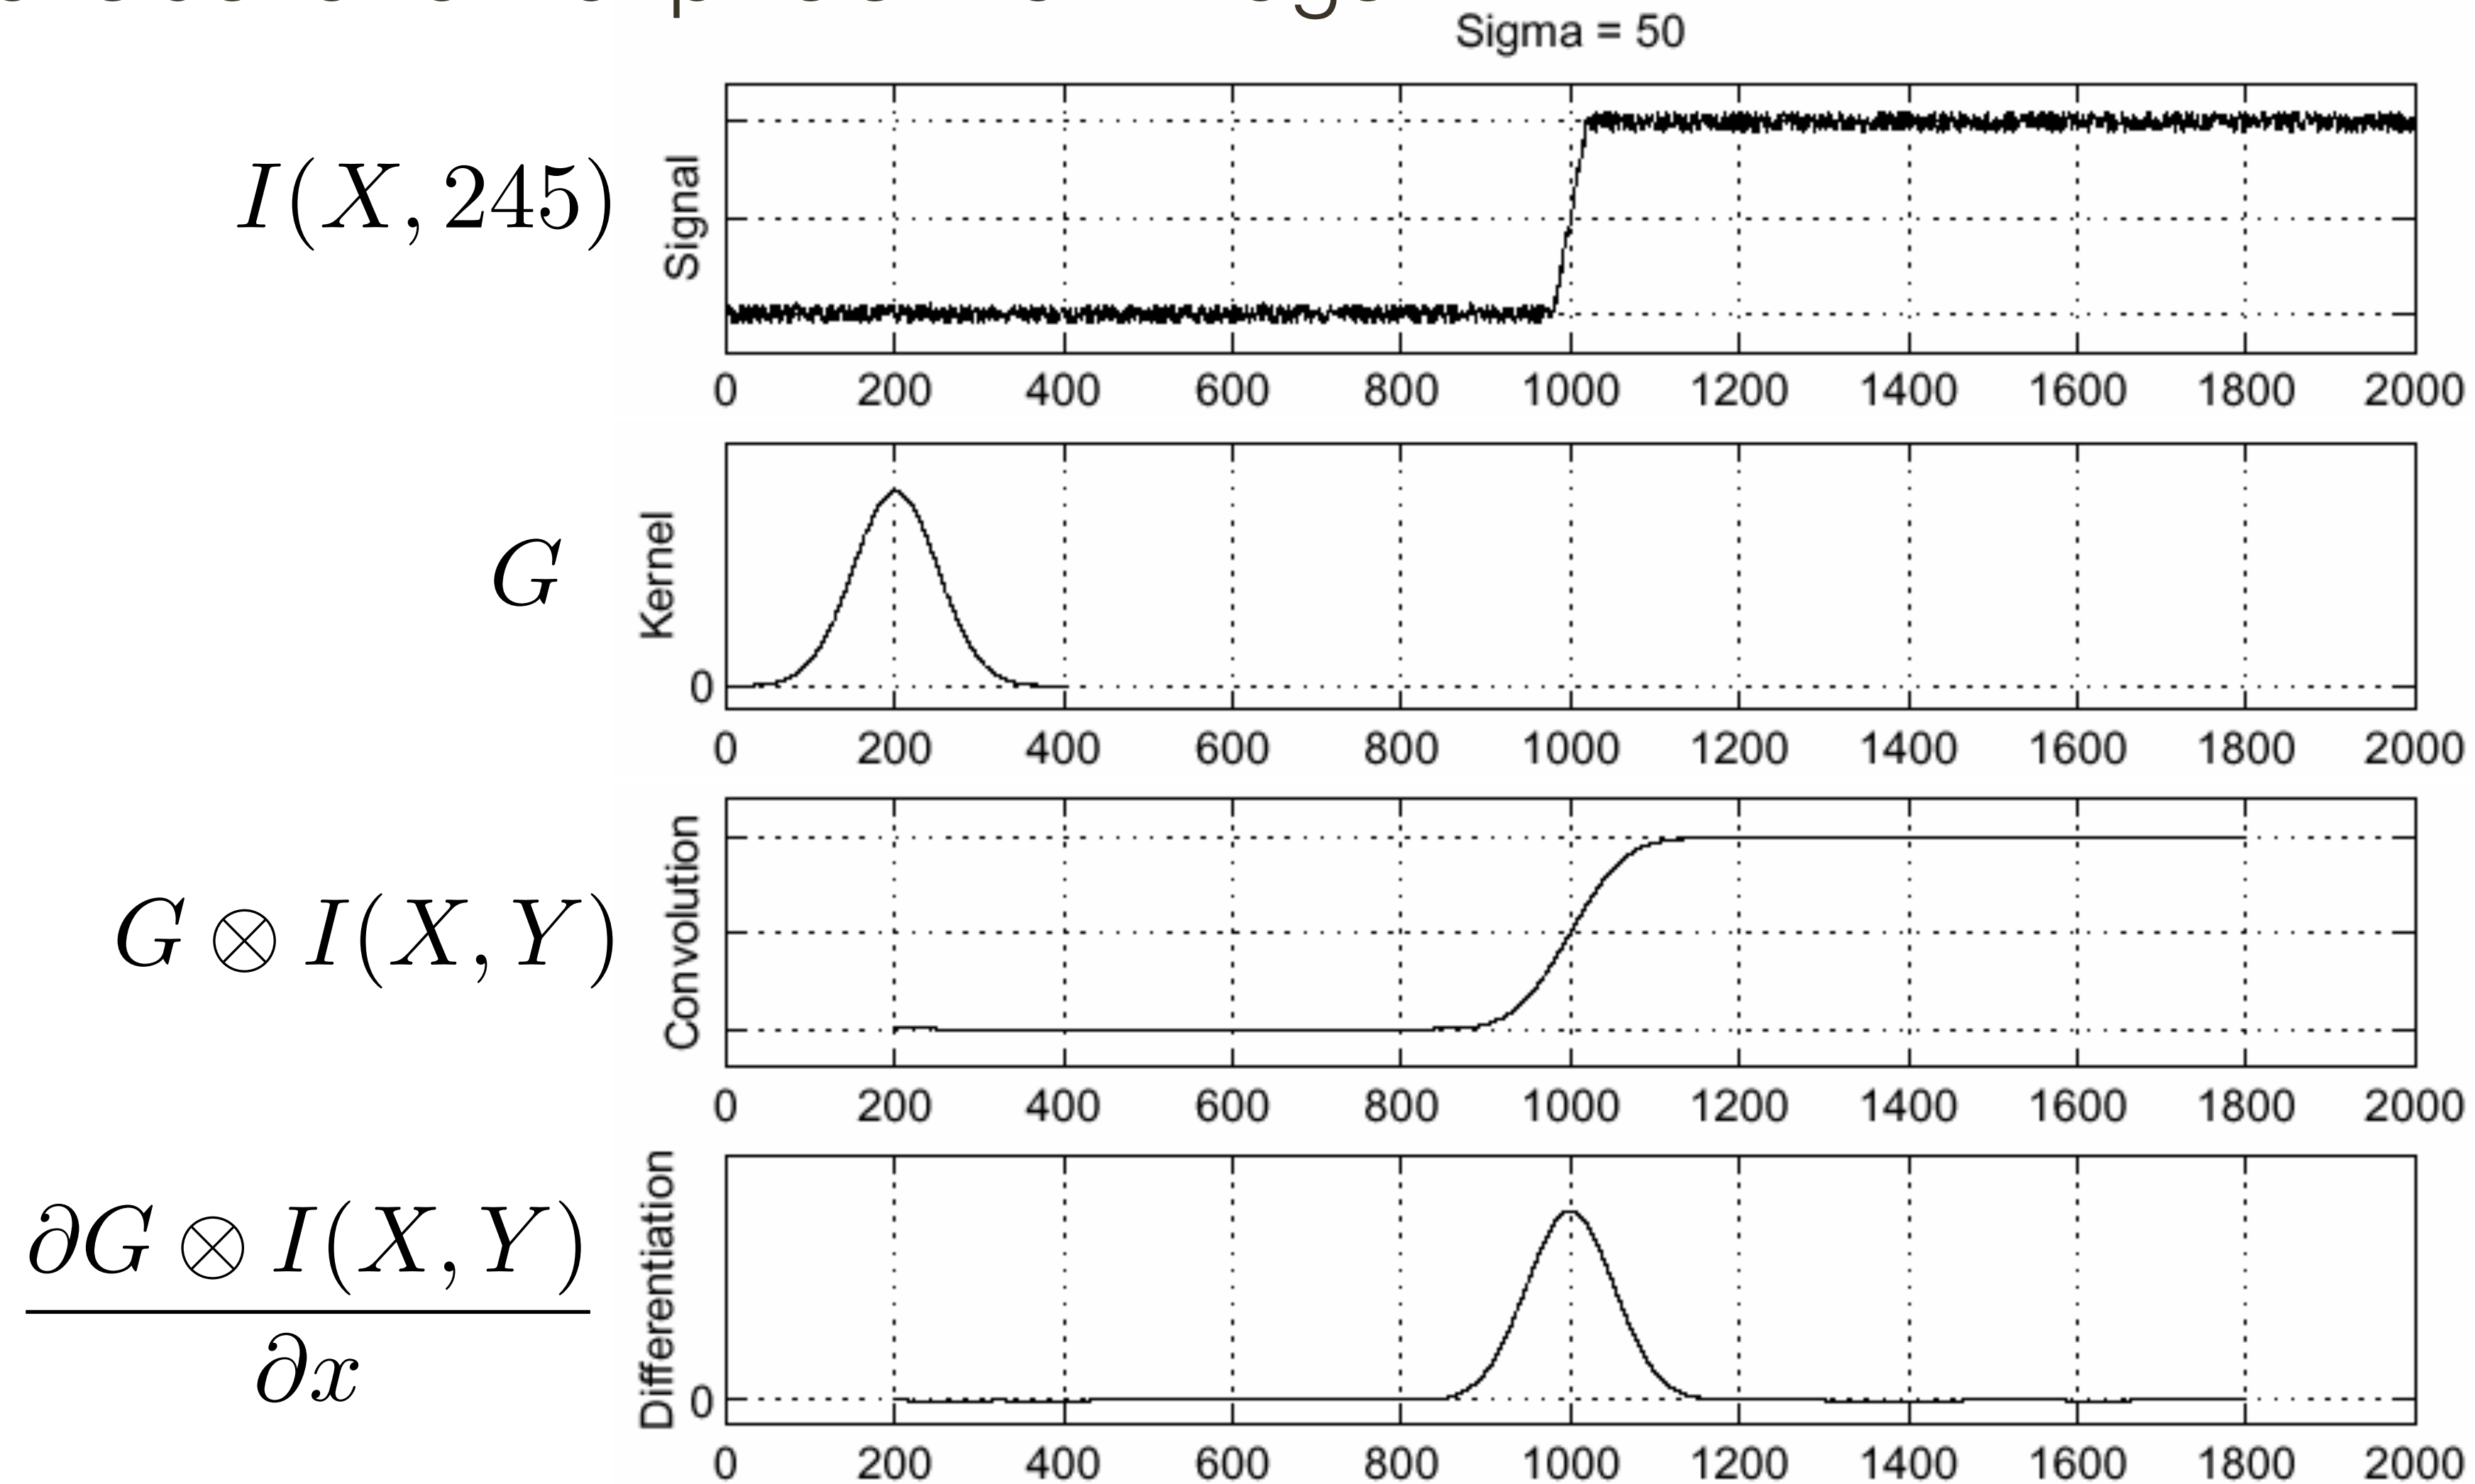 Sigma = 50
I(X, 245)
Signal
0 200 400 600 800 1000 1200 1400 1600 1800 2000
G
Kernel
0
0 200 400 600 800 1000 1200 1400 1600 1800 2000
G ⊗ I(X, Y)
Convolution
0 200 400 600 800 1000 1200 1400 1600 1800 2000
∂G ⊗ I(X, Y)
∂x
Differentiation
0
0 200 400 600 800 1000 1200 1400 1600 1800 2000